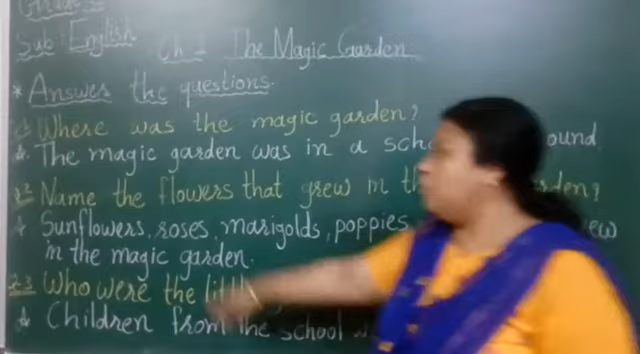 Sub: English
Ch 1 The Magic Garden
* Answer the questions.
Where was the magic garden?
The magic garden was in a
Name the flowers that grew in
Sunflowers, roses, marigolds, poppies
in the magic garden.
Q.3 Who were the
Children from the school